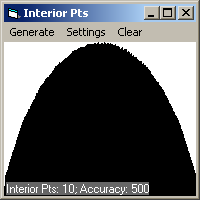 Interior Pts
Generate Settings Clear
Interior Pts: 10; Accuracy: 500